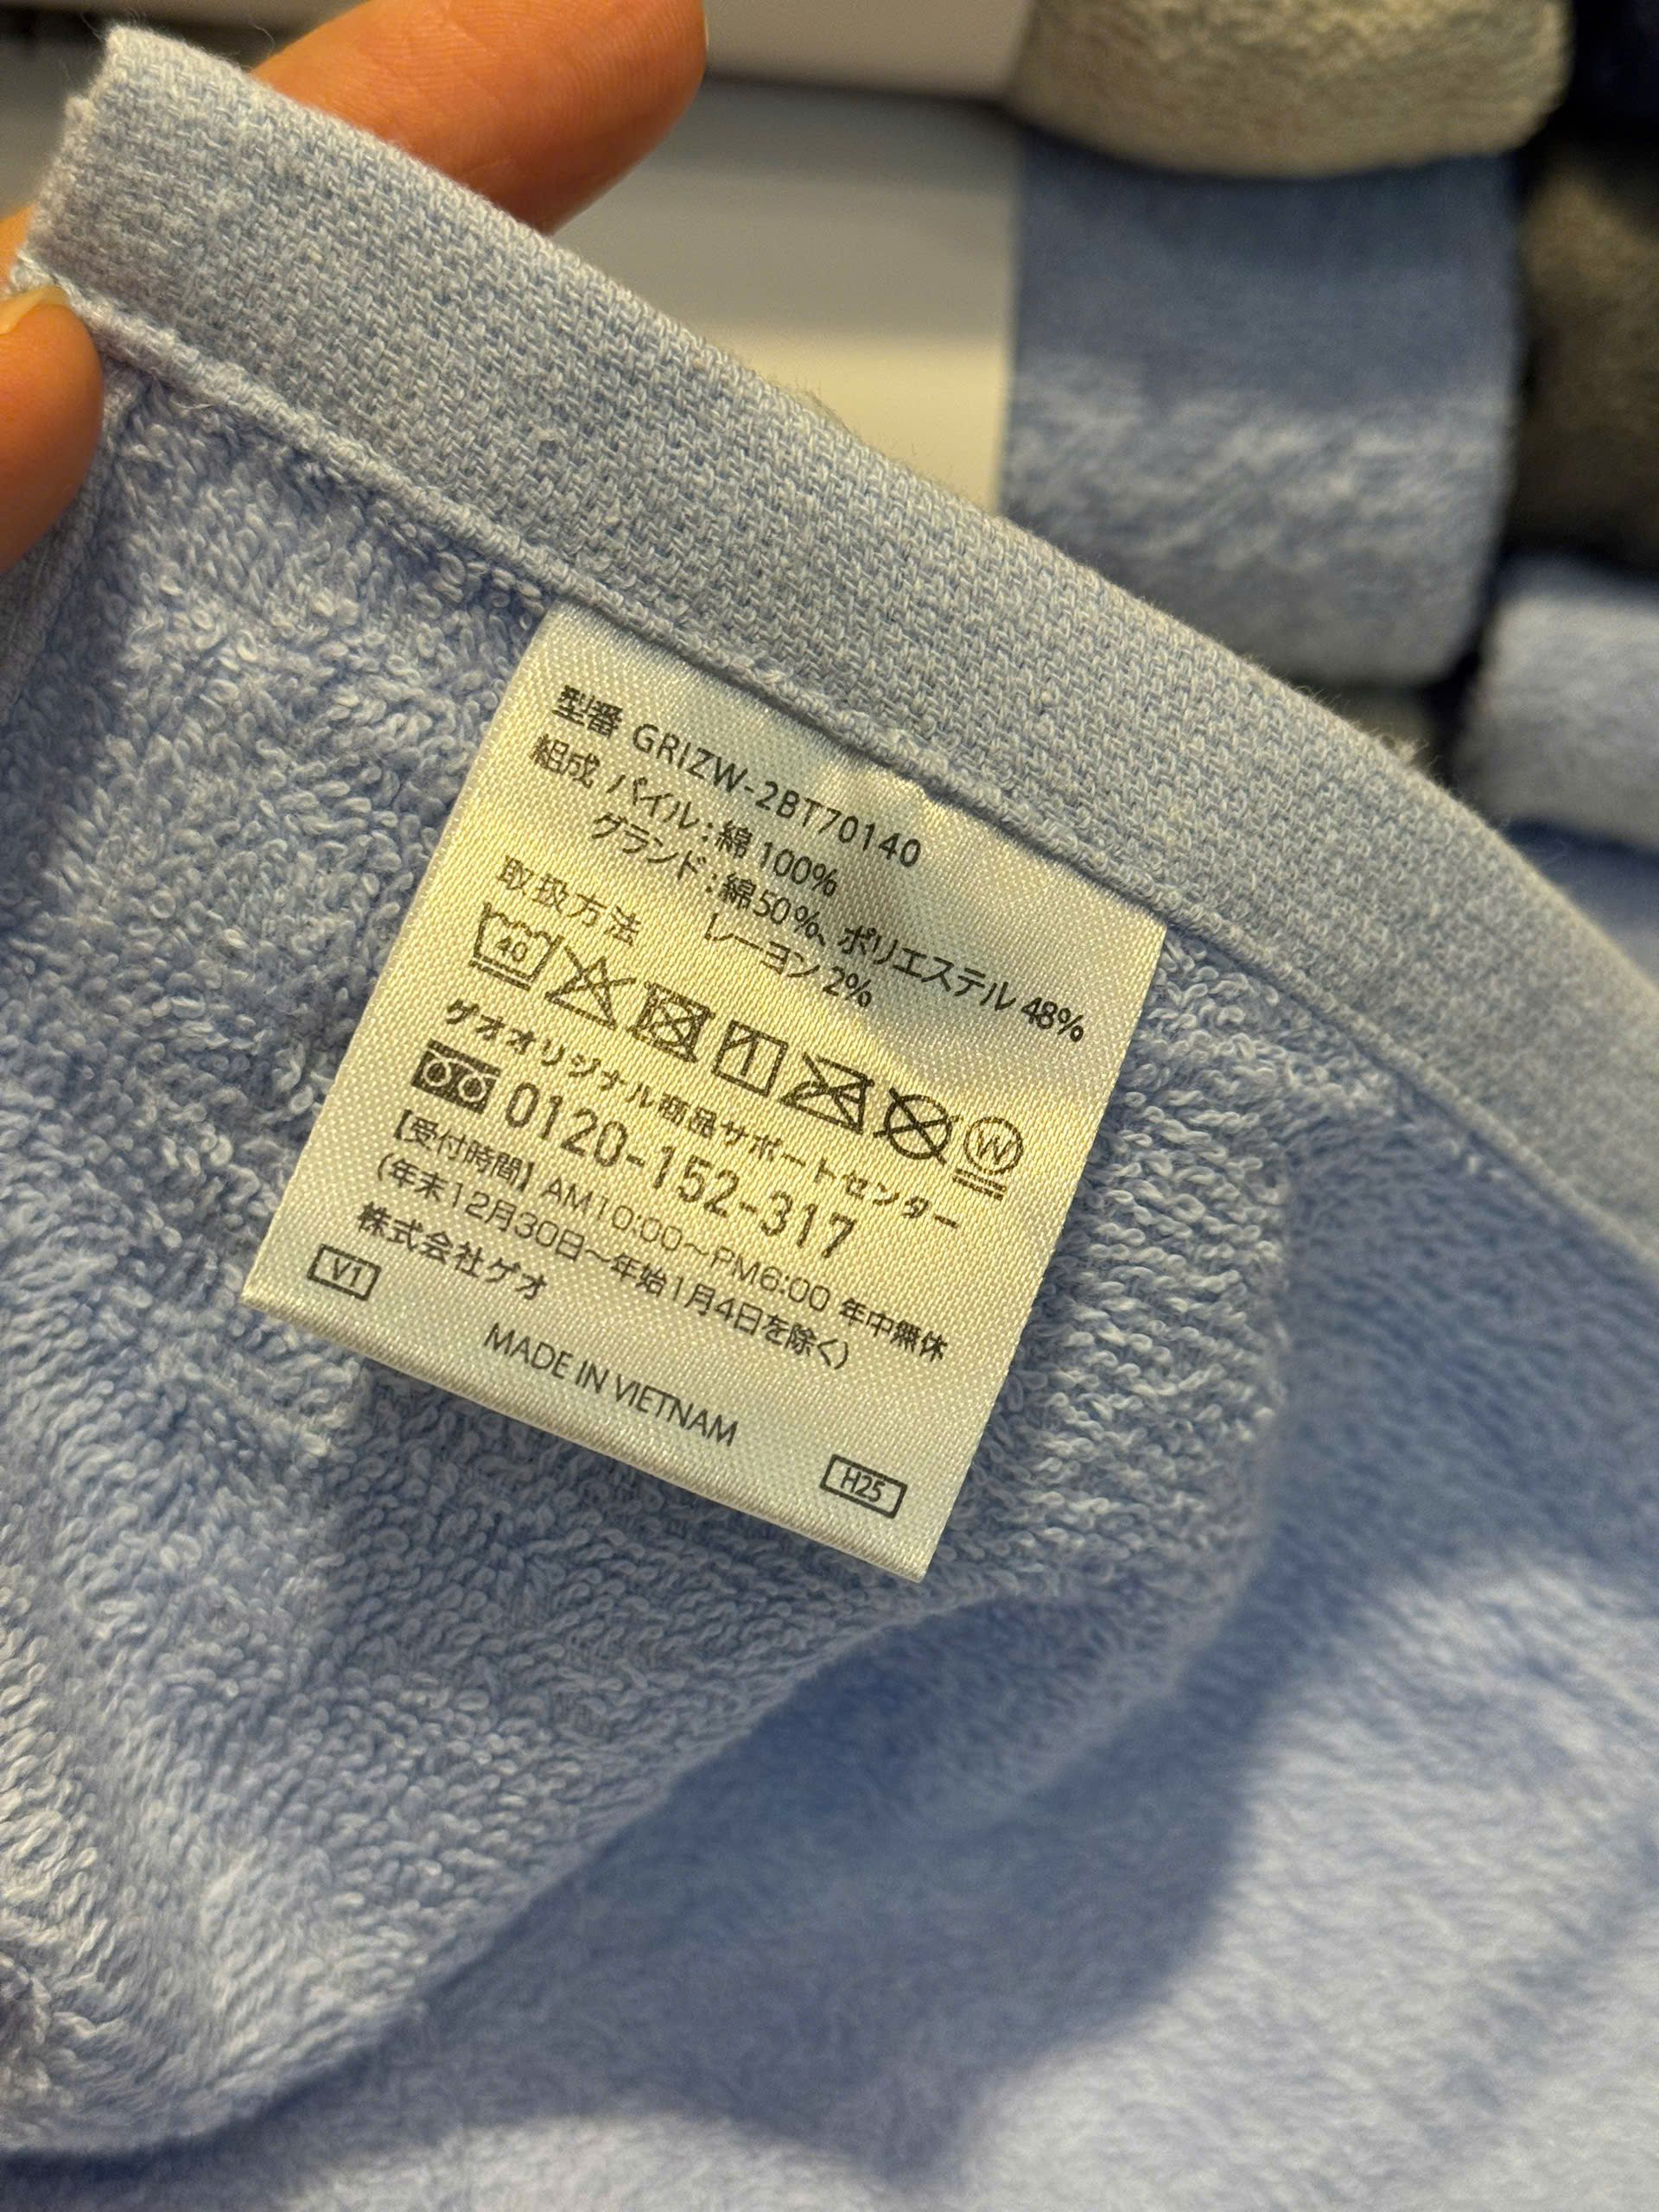 型番 GRIZW-2BT70140
組成 パイル:綿 100%
グランド:綿50%、ポリエステル 48%
レーヨン 2%
取扱方法
40
W
ゲオオリジナル商品サポートセンター
0120-152-317
【受付時間】AM10:00〜PM6:00 年中無休
(年末12月30日〜年始1月4日を除く)
株式会社ゲオ
V1
MADE IN VIETNAM
H25